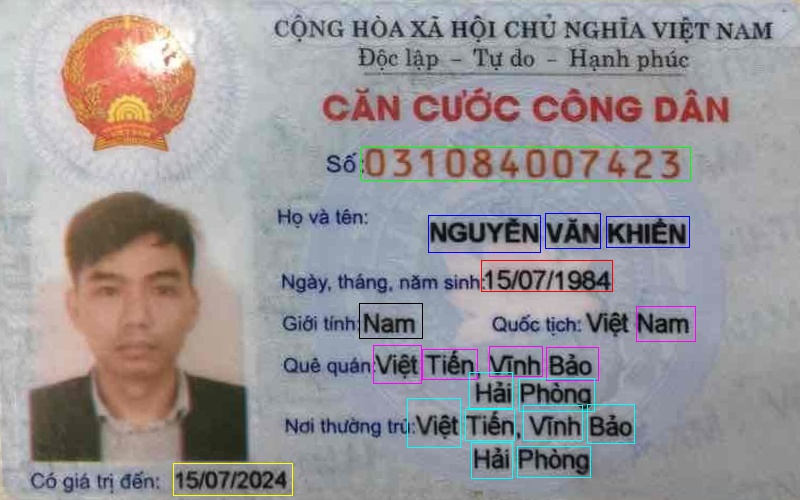 CỘNG HÒA XÃ HỘI CHỦ NGHĨA VIỆT NAM
Độc lập - Tự do - Hạnh phúc
CĂN CƯỚC CÔNG DÂN
Số: 031084007423
Họ và tên: NGUYỄN VĂN KHIÊN
Ngày, tháng, năm sinh: 15/07/1984
Giới tính: Nam Quốc tịch: Việt Nam
Quê quán: Việt Tiến, Vĩnh Bảo
Hải Phòng
Nơi thường trú: Việt Tiến, Vĩnh Bảo
Hải Phòng
Có giá trị đến: 15/07/2024